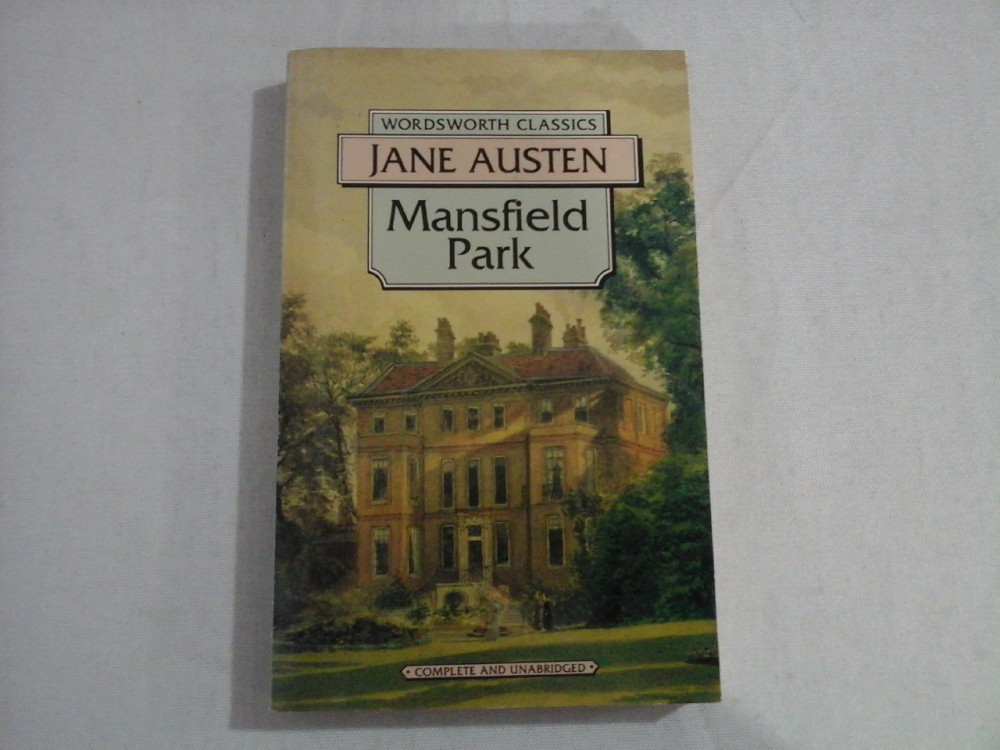 WORDSWORTH CLASSICS
JANE AUSTEN
Mansfield
Park
• COMPLETE AND UNABRIDGED •